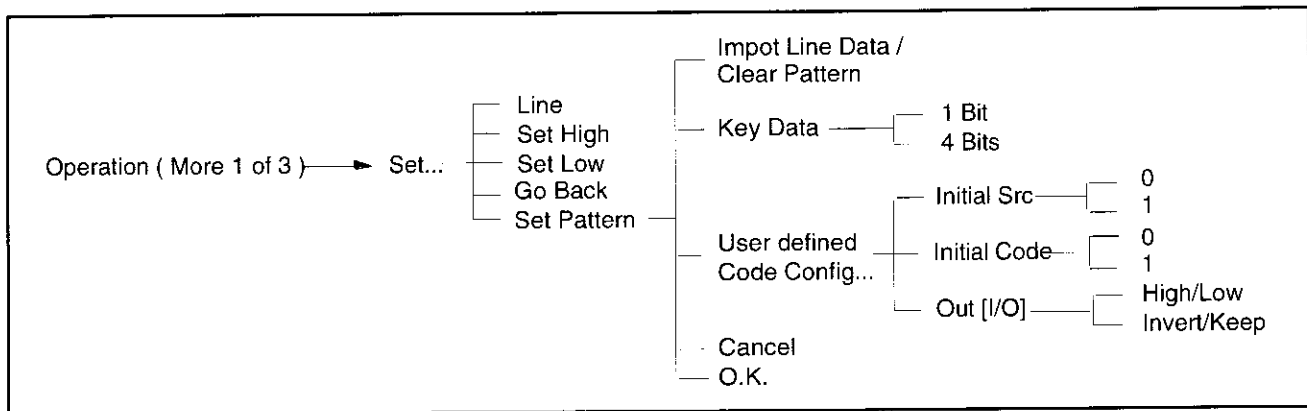 Operation ( More 1 of 3 )
Set...
Line
Set High
Set Low
Go Back
Set Pattern
Impot Line Data /
Clear Pattern
Key Data
1 Bit
4 Bits
User defined
Code Config...
Initial Src
0
1
Initial Code
0
1
Out [I/O]
High/Low
Invert/Keep
Cancel
O.K.